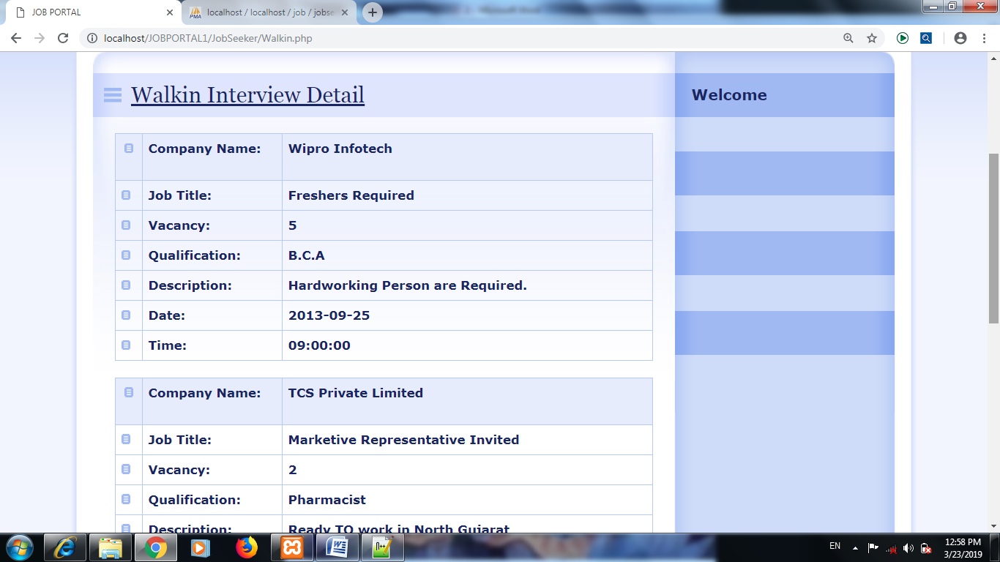 JOB PORTAL
PMA
localhost / localhost / job / jobse
localhost/JOBPORTAL1/JobSeeker/Walkin.php
Walkin Interview Detail
Welcome
Company Name: Wipro Infotech
Job Title: Freshers Required
Vacancy: 5
Qualification: B.C.A
Description: Hardworking Person are Required.
Date: 2013-09-25
Time: 09:00:00
Company Name: TCS Private Limited
Job Title: Marketive Representative Invited
Vacancy: 2
Qualification: Pharmacist
Description: Ready TO work in North Gujarat
EN
12:58 PM
3/23/2019